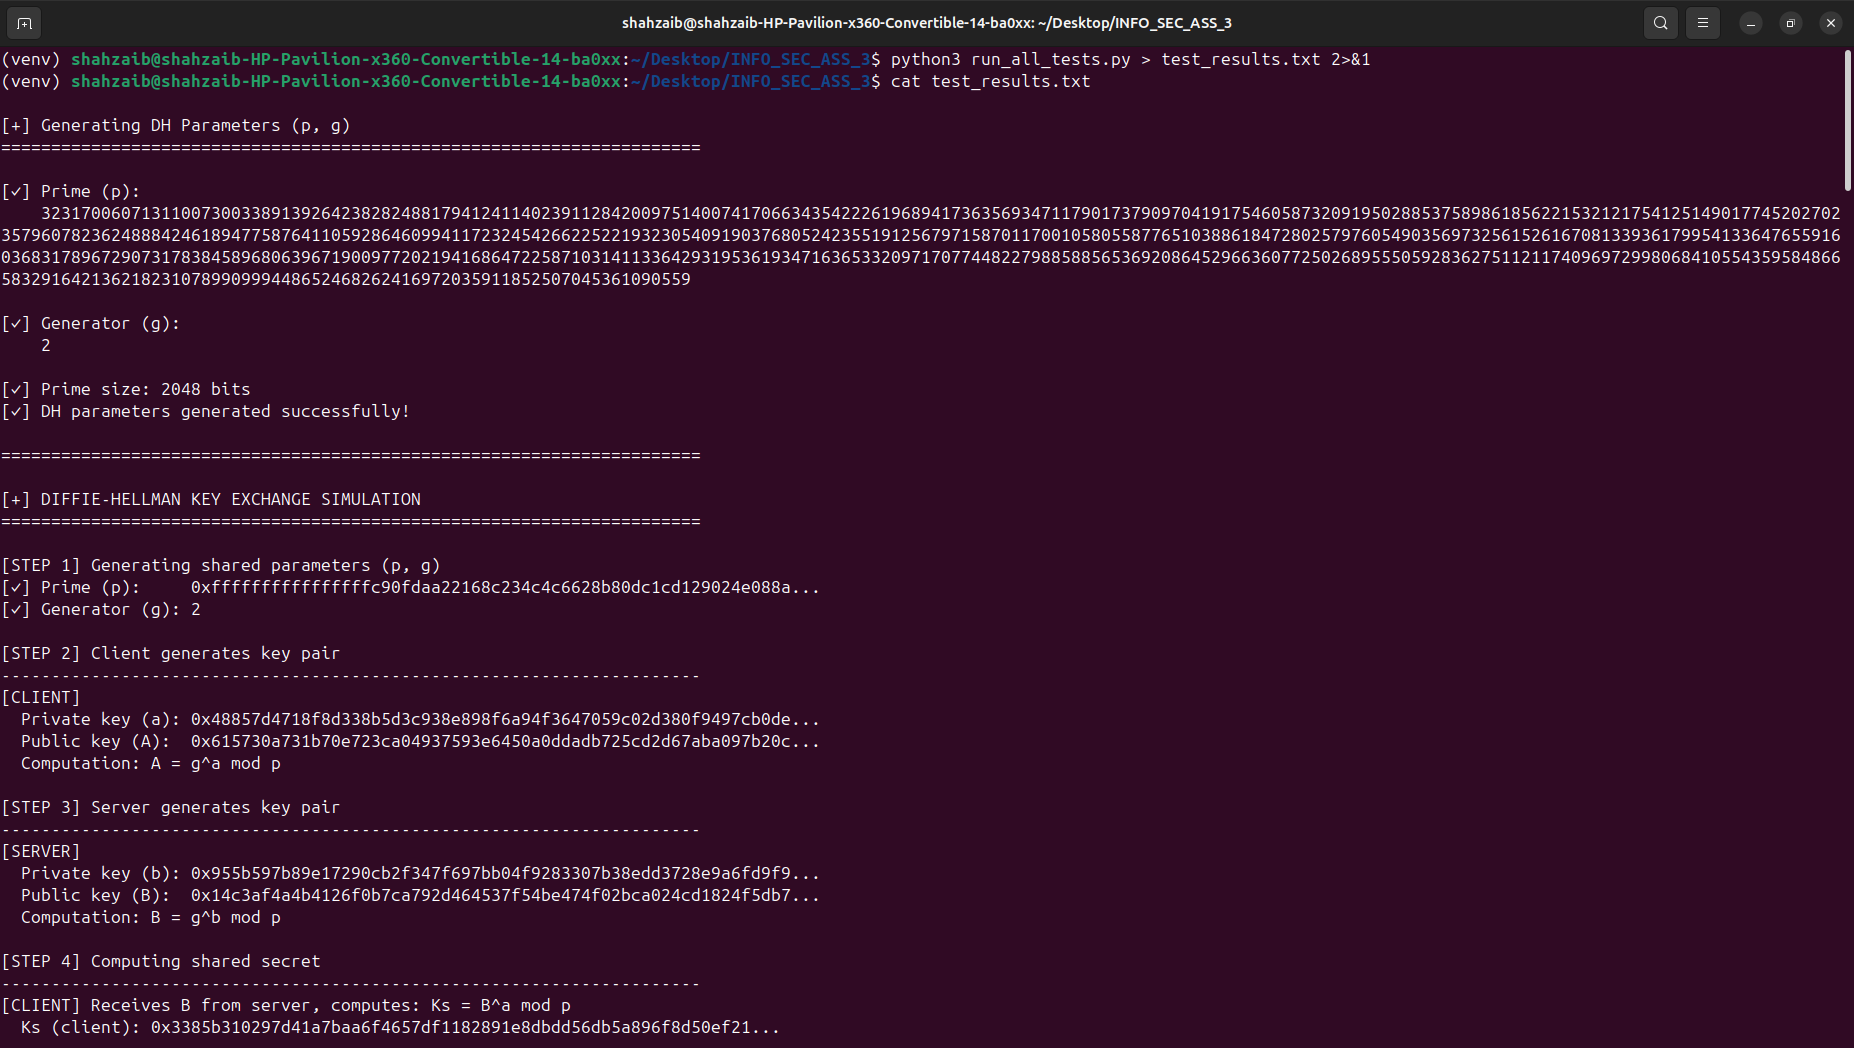 shahzaib@shahzaib-HP-Pavilion-x360-Convertible-14-ba0xx: ~/Desktop/INFO_SEC_ASS_3
(venv) shahzaib@shahzaib-HP-Pavilion-x360-Convertible-14-ba0xx:~/Desktop/INFO_SEC_ASS_3$ python3 run_all_tests.py > test_results.txt 2>&1
(venv) shahzaib@shahzaib-HP-Pavilion-x360-Convertible-14-ba0xx:~/Desktop/INFO_SEC_ASS_3$ cat test_results.txt
[+] Generating DH Parameters (p, g)
======================================================================
[✓] Prime (p):
32317006071311007300338913926423828248817941241140239112842009751400741706634354222619689417363569347117901737909704191754605873209195028853758986185622153212175412514901774520270
235796078236248884246189477587641105928646099411723245426622522193230540919037680524235519125679715870117001058055877651038861847280257976054903569732561526167081339361799541336476559160
36831789672907317838458968063967190097720219416864722587103141133642931953619347163653320971707744822798858856536920864529663607725026895550592836275112117409697299806841055435958486 6
583291642136218231078990999448652468262416972035911852507045361090559
[✓] Generator (g):
2
[✓] Prime size: 2048 bits
[✓] DH parameters generated successfully!
======================================================================
[+] DIFFIE-HELLMAN KEY EXCHANGE SIMULATION
======================================================================
[STEP 1] Generating shared parameters (p, g)
[✓] Prime (p):     0xffffffffffffffffc90fdaa22168c234c4c6628b80dc1cd129024e088a...
[✓] Generator (g): 2
[STEP 2] Client generates key pair
----------------------------------------------------------------------
[CLIENT]
Private key (a): 0x48857d4718f8d338b5d3c938e898f6a94f3647059c02d380f9497cb0de...
Public key (A):  0x615730a731b70e723ca04937593e6450a0ddadb725cd2d67aba097b20c...
Computation: A = g^a mod p
[STEP 3] Server generates key pair
----------------------------------------------------------------------
[SERVER]
Private key (b): 0x955b597b89e17290cb2f347f697bb04f9283307b38edd3728e9a6fd9f9...
Public key (B):  0x14c3af4a4b4126f0b7ca792d464537f54be474f02bca024cd1824f5db7...
Computation: B = g^b mod p
[STEP 4] Computing shared secret
----------------------------------------------------------------------
[CLIENT] Receives B from server, computes: Ks = B^a mod p
Ks (client): 0x3385b310297d41a7baa6f4657df1182891e8dbdd56db5a896f8d50ef21...